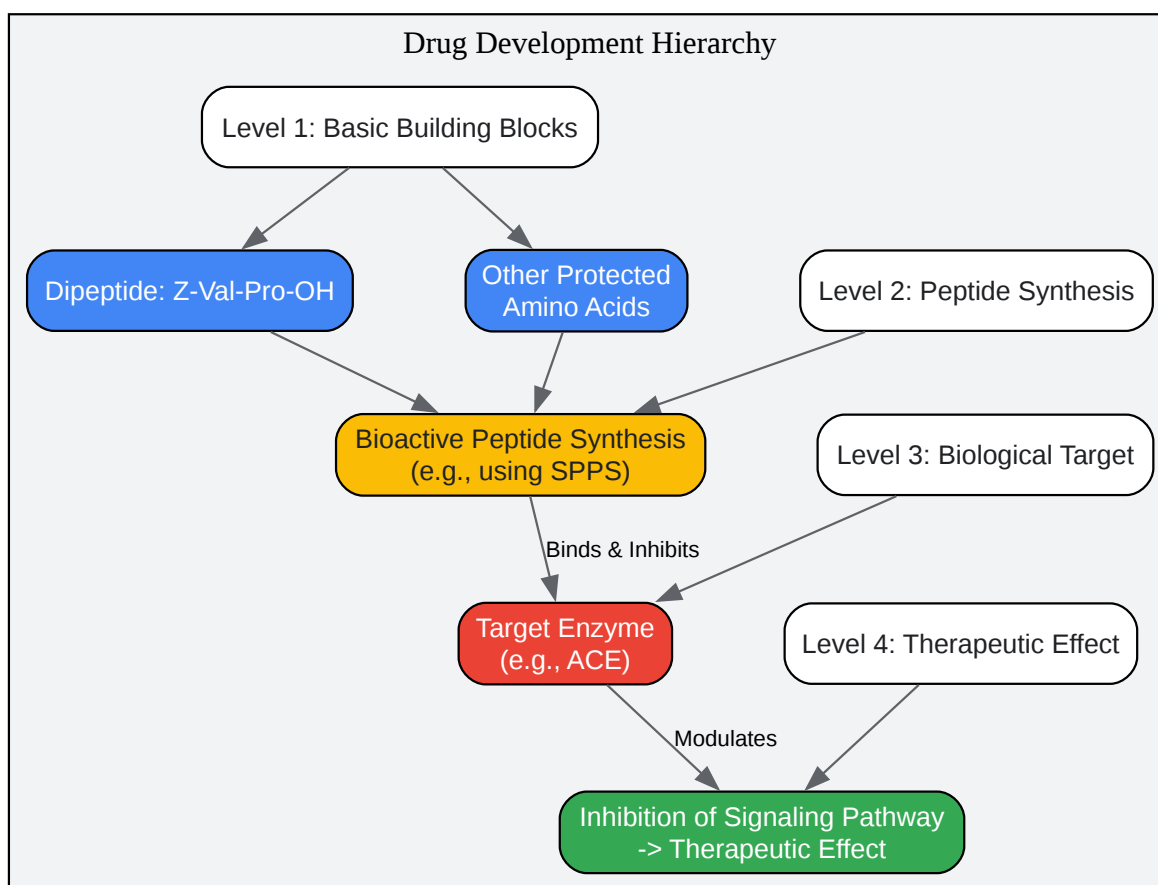 Drug Development Hierarchy
Level 1: Basic Building Blocks
Dipeptide: Z-Val-Pro-OH
Other Protected
Amino Acids
Level 2: Peptide Synthesis
Bioactive Peptide Synthesis
(e.g., using SPPS)
Level 3: Biological Target
Binds & Inhibits
Target Enzyme
(e.g., ACE)
Level 4: Therapeutic Effect
Modulates
Inhibition of Signaling Pathway
-> Therapeutic Effect